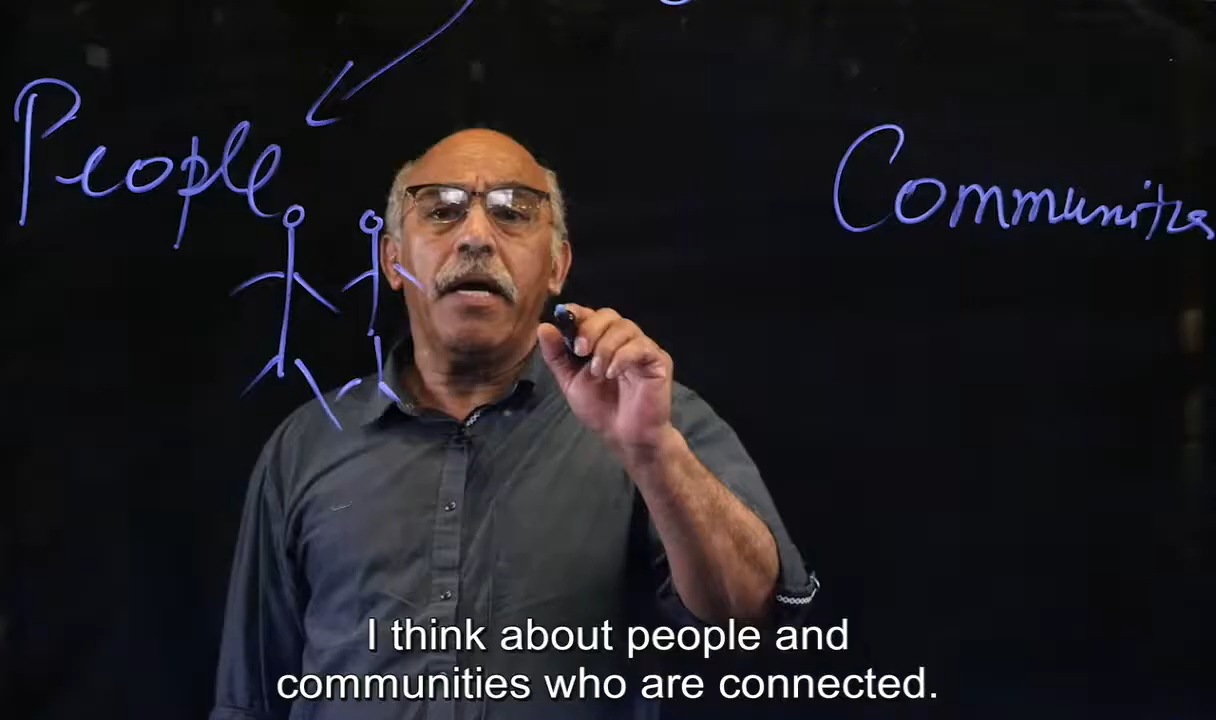 People
Communities
I think about people and
communities who are connected.